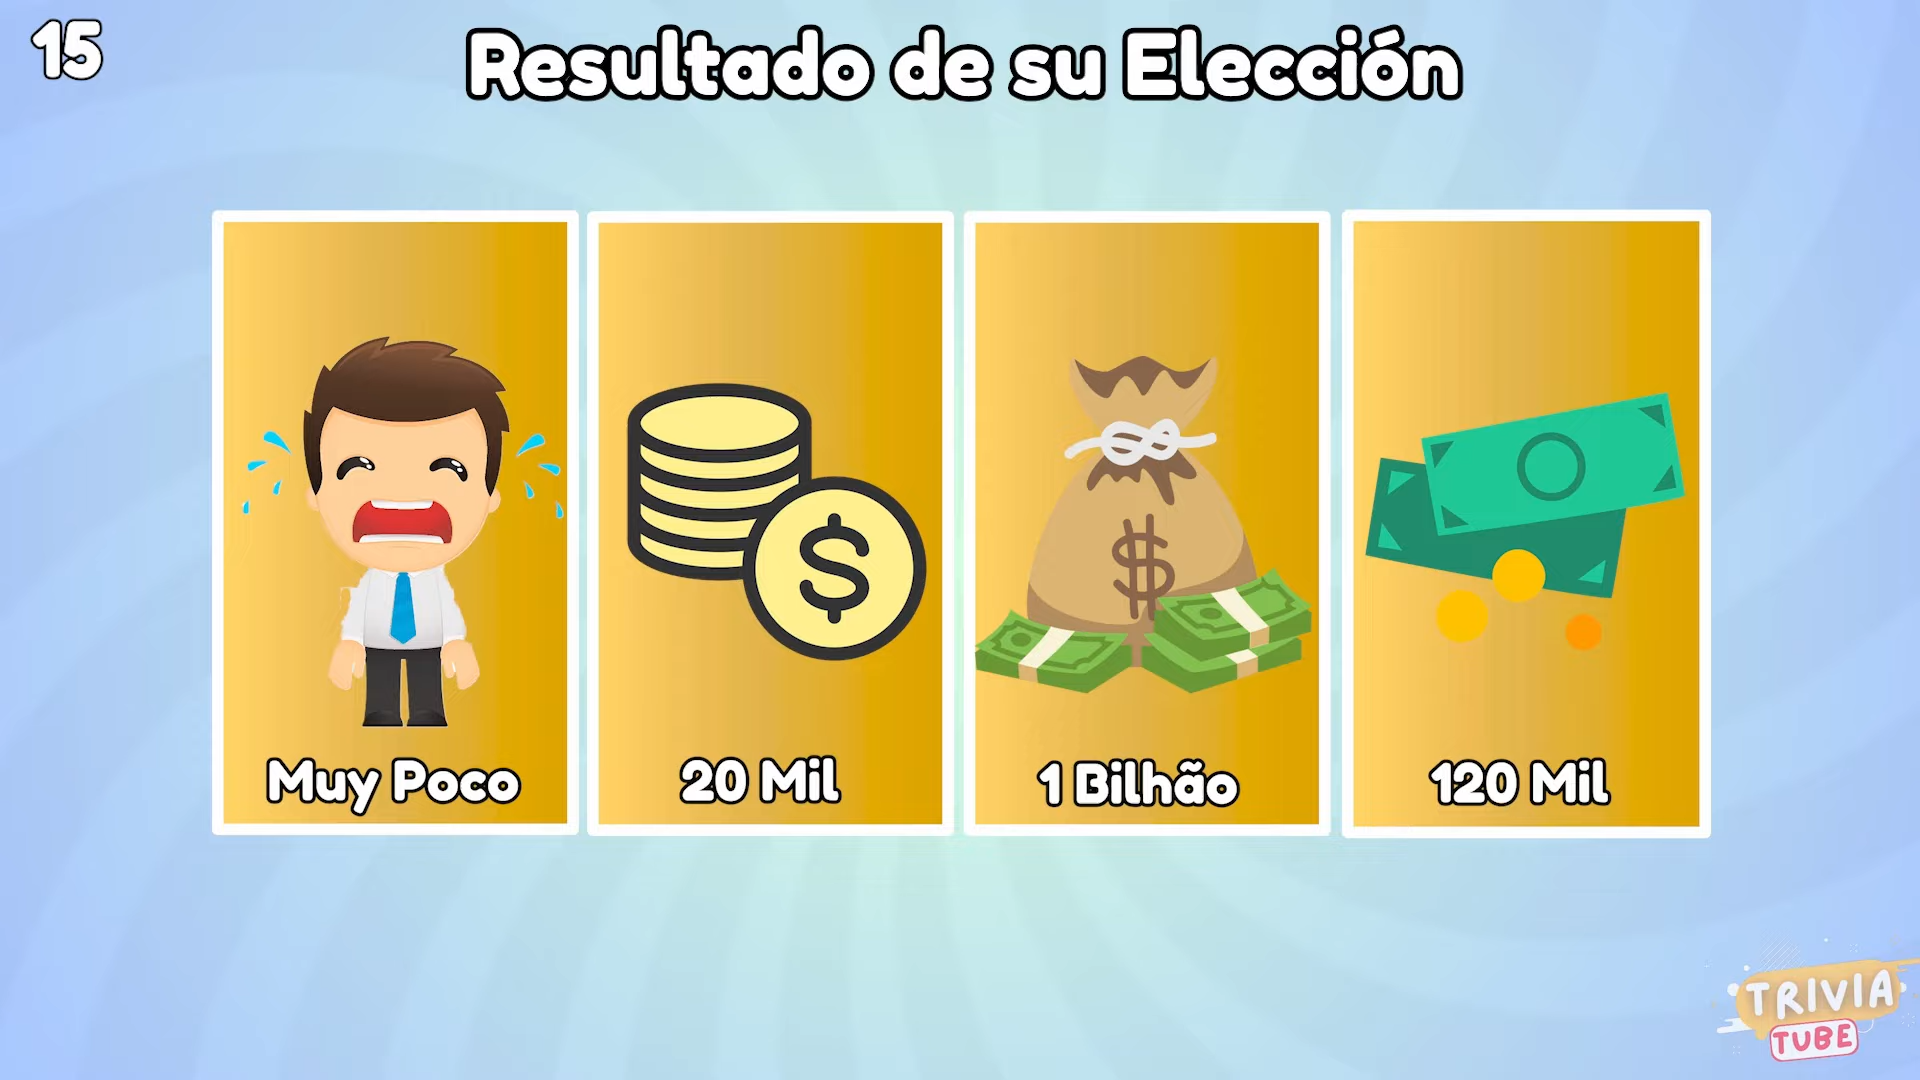 15
Resultado de su Elección
$
$
Muy Poco
20 Mil
1 Bilhão
120 Mil
TRIVIA
TUBE